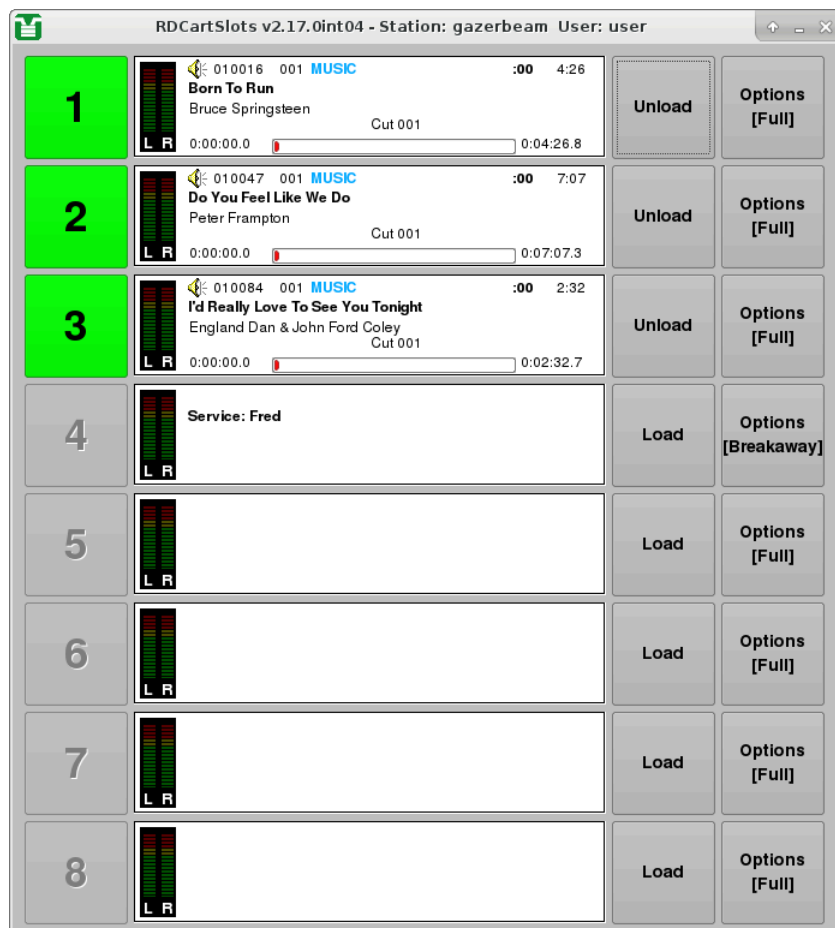 RDCartSlots v2.17.0int04 - Station: gazerbeam User: user
1
010016 001 MUSIC :00 4:26
Born To Run
Bruce Springsteen
Cut 001
L R 0:00:00.0 0:04:26.8
Unload
Options
[Full]
2
010047 001 MUSIC :00 7:07
Do You Feel Like We Do
Peter Frampton
Cut 001
L R 0:00:00.0 0:07:07.3
Unload
Options
[Full]
3
010084 001 MUSIC :00 2:32
I'd Really Love To See You Tonight
England Dan & John Ford Coley
Cut 001
L R 0:00:00.0 0:02:32.7
Unload
Options
[Full]
4
Service: Fred
L R
Load
Options
[Breakaway]
5
L R
Load
Options
[Full]
6
L R
Load
Options
[Full]
7
L R
Load
Options
[Full]
8
L R
Load
Options
[Full]